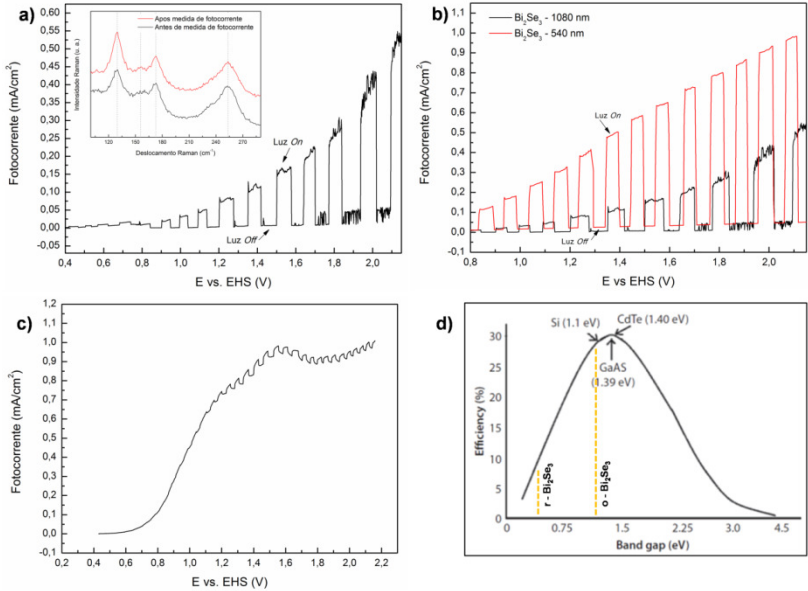 a)
Fotocorrente (mA/cm²)
0,60
0,55
0,50
0,45
0,40
0,35
0,30
0,25
0,20
0,15
0,10
0,05
0,00
-0,05
Apos medida de fotocorrente
Antes de medida de fotocorrente
Intensidade Raman (u. a.)
120 150 180 210 240 270
Deslocamento Raman (cm⁻¹)
Luz On
Luz Off
0,4 0,6 0,8 1,0 1,2 1,4 1,6 1,8 2,0
E vs. EHS (V)
b)
Bi₂Se₃ - 1080 nm
Bi₂Se₃ - 540 nm
Fotocorrente (mA/cm²)
1,1
1,0
0,9
0,8
0,7
0,6
0,5
0,4
0,3
0,2
0,1
0,0
0,1
Luz On
Luz Off
0,8 1,0 1,2 1,4 1,6 1,8 2,0
E vs. EHS (V)
c)
Fotocorrente (mA/cm²)
1,2
1,1
1,0
0,9
0,8
0,7
0,6
0,5
0,4
0,3
0,2
0,1
0,0
-0,1
0,2 0,4 0,6 0,8 1,0 1,2 1,4 1,6 1,8 2,0 2,2
E vs. EHS (V)
d)
Efficiency (%)
30
25
20
15
10
5
0
Si (1.1 eV)
CdTe (1.40 eV)
GaAS
(1.39 eV)
r - Bi₂Se₃
o - Bi₂Se₃
0 0.75 1.5 2.25 3.0 4.5
Band gap (eV)